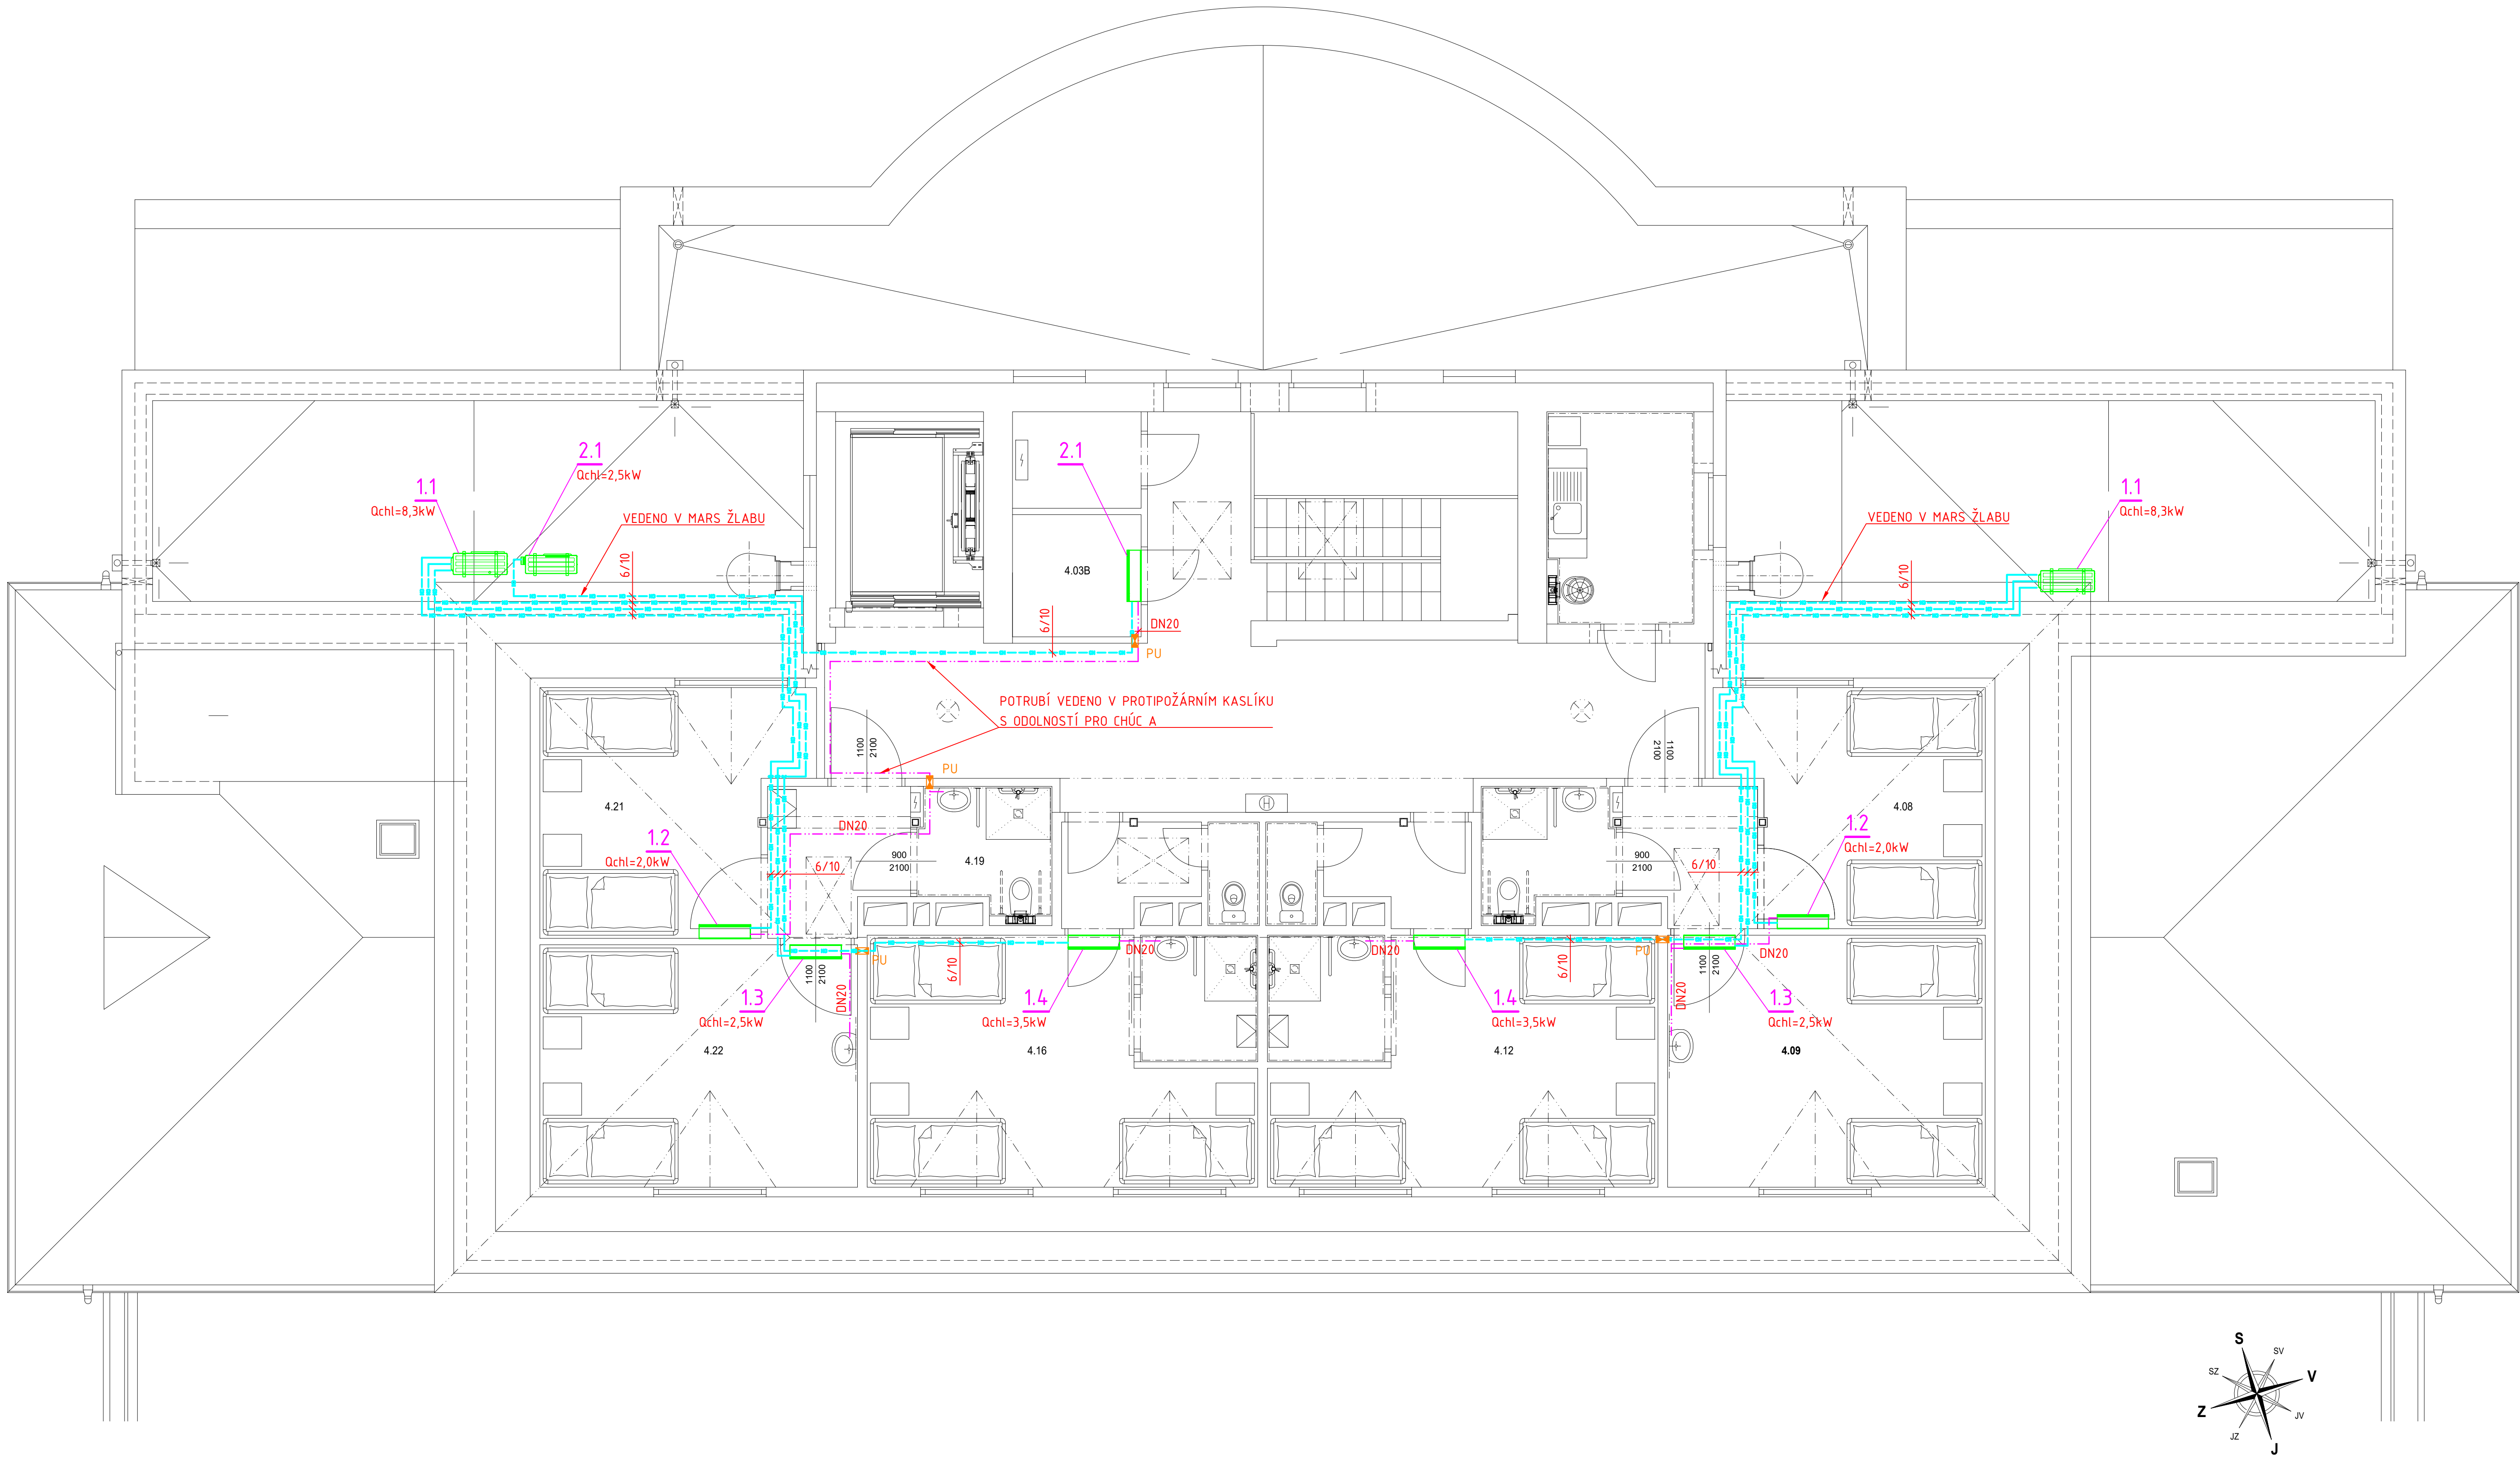 2.1
Qchl=2,5kW
2.1
1.1
Qchl=8,3kW
1.1
Qchl=8,3kW
VEDENO V MARS ŽLABU
VEDENO V MARS ŽLABU
6/10
6/10
4.03B
6/10
DN20
PU
POTRUBÍ VEDENO V PROTIPOŽÁRNÍM KASLÍKU
S ODOLNOSTÍ PRO CHÚC A
1100
2100
1100
2100
PU
4.21
4.08
DN20
H
1.2
Qchl=2,0kW
1.2
Qchl=2,0kW
6/10
900
2100
4.19
900
2100
6/10
DN20
DN20
PU
DN20
PU
1100
2100
DN20
6/10
6/10
DN20
1100
2100
1.3
Qchl=2,5kW
1.4
Qchl=3,5kW
1.4
Qchl=3,5kW
1.3
Qchl=2,5kW
4.22
4.16
4.12
4.09
S
SV
SZ
V
Z
JV
JZ
J